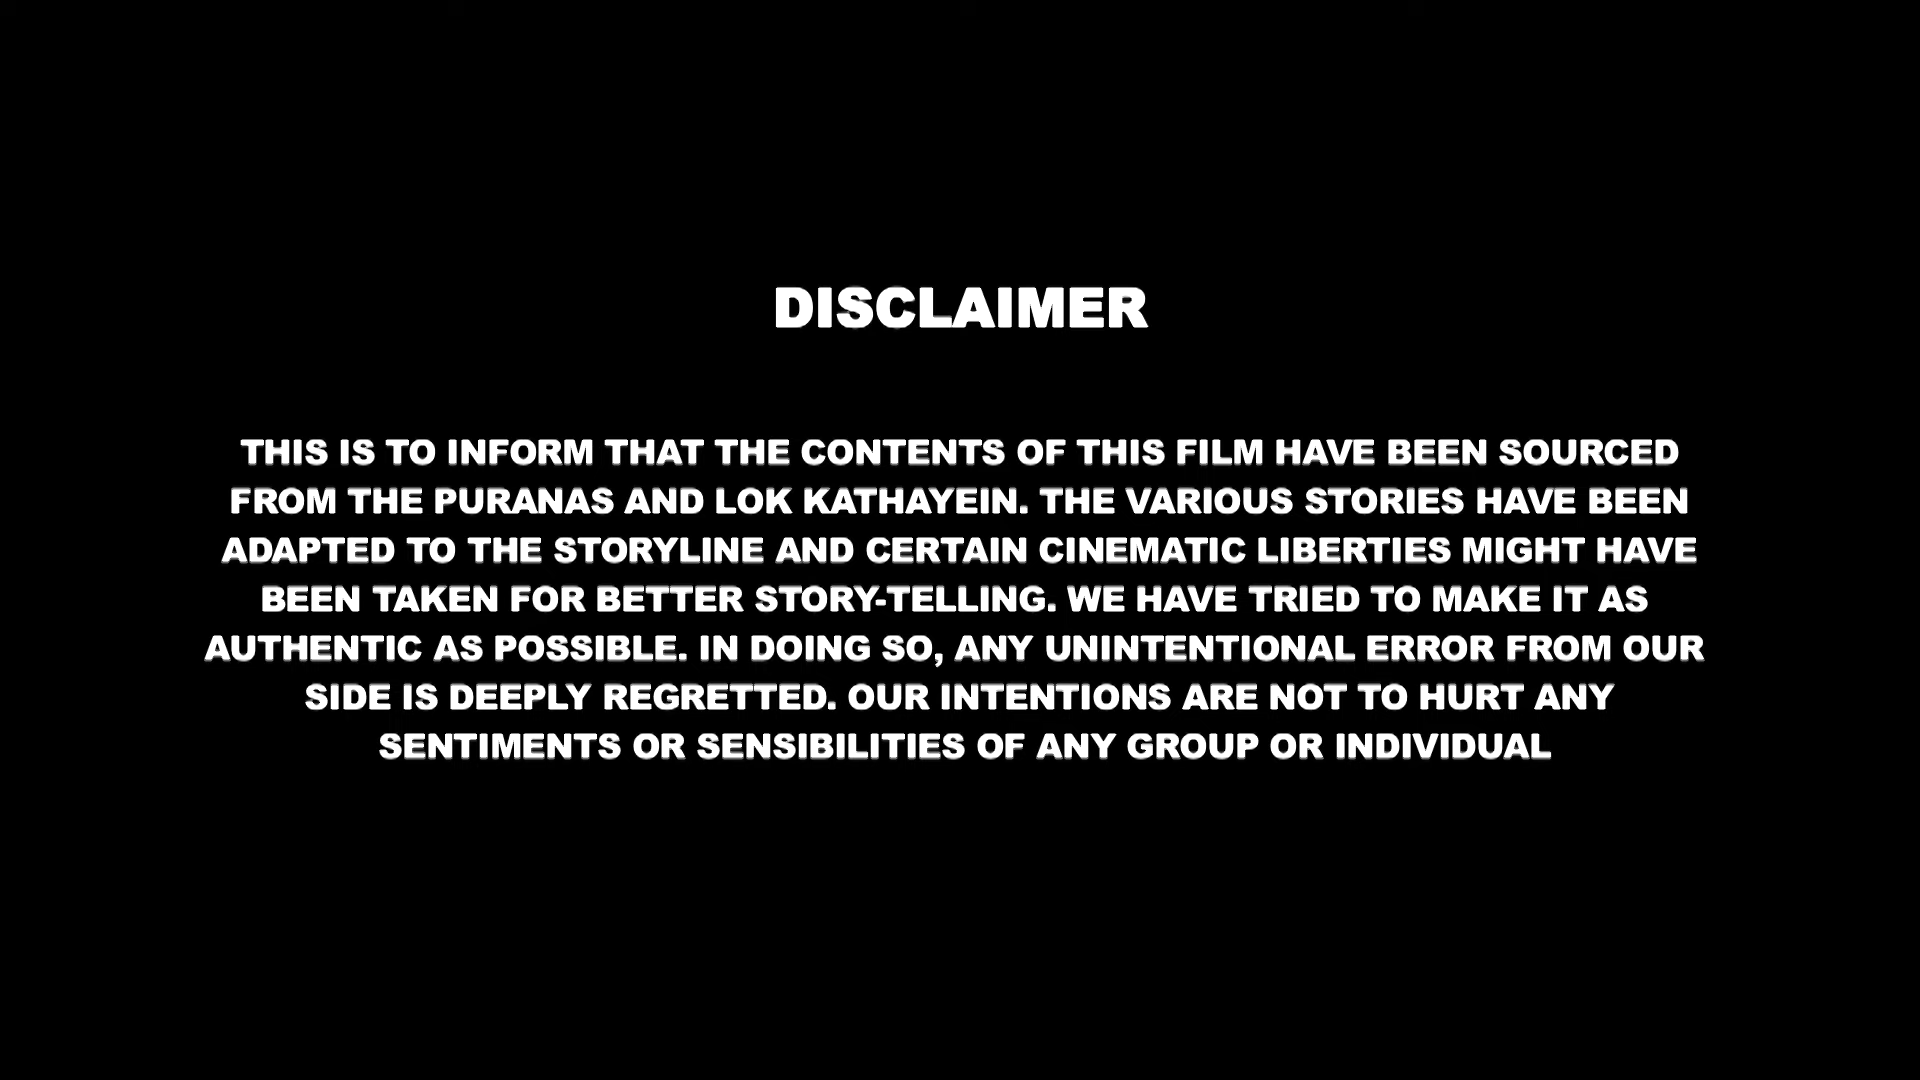 DISCLAIMER
THIS IS TO INFORM THAT THE CONTENTS OF THIS FILM HAVE BEEN SOURCED
FROM THE PURANAS AND LOK KATHAYEIN. THE VARIOUS STORIES HAVE BEEN
ADAPTED TO THE STORYLINE AND CERTAIN CINEMATIC LIBERTIES MIGHT HAVE
BEEN TAKEN FOR BETTER STORY-TELLING. WE HAVE TRIED TO MAKE IT AS
AUTHENTIC AS POSSIBLE. IN DOING SO, ANY UNINTENTIONAL ERROR FROM OUR
SIDE IS DEEPLY REGRETTED. OUR INTENTIONS ARE NOT TO HURT ANY
SENTIMENTS OR SENSIBILITIES OF ANY GROUP OR INDIVIDUAL